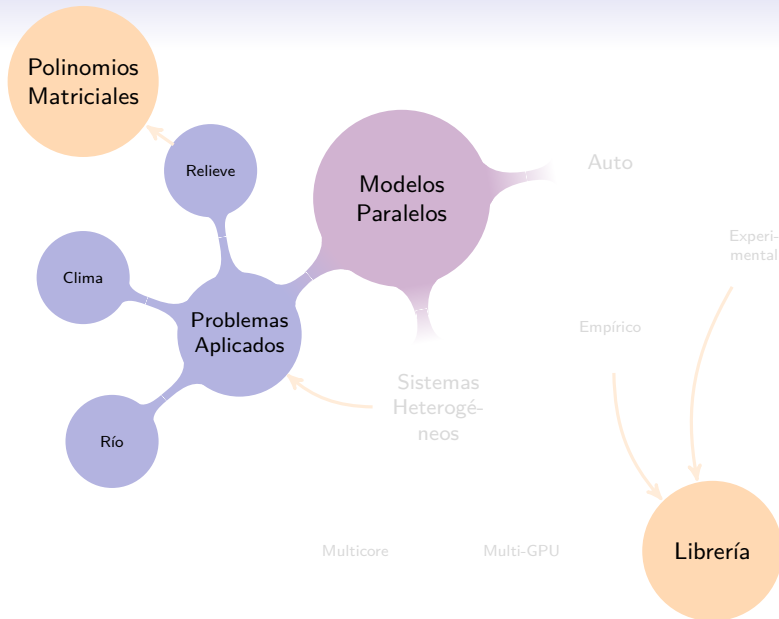 Polinomios
Matriciales
Relieve
Modelos
Paralelos
Auto
Experi-
mental
Clima
Problemas
Aplicados
Empírico
Sistemas
Heterogé-
neos
Río
Multicore
Multi-GPU
Librería